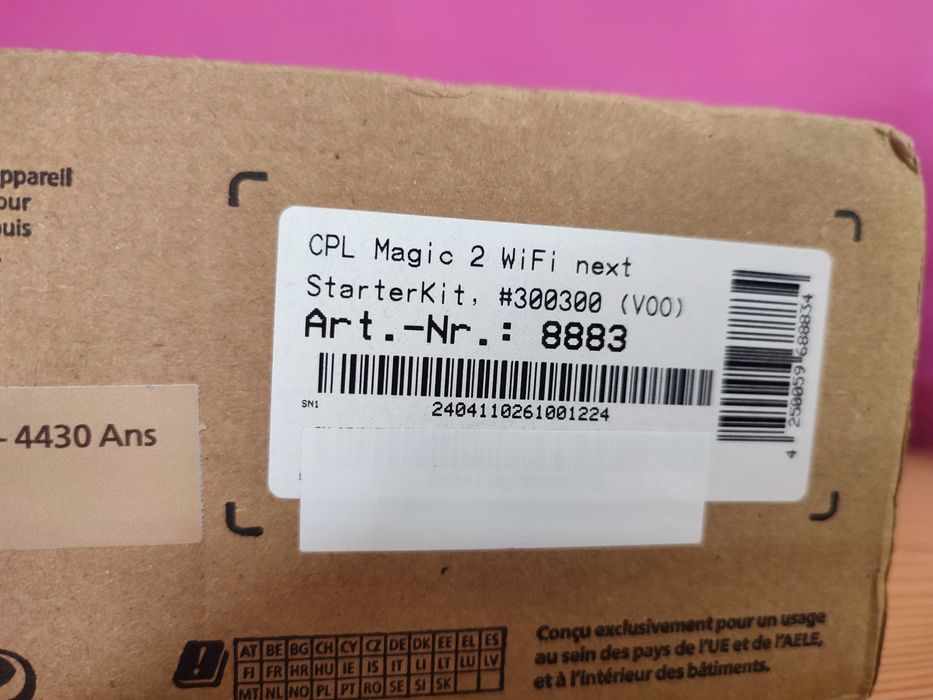 ppareil
our
uis
CPL Magic 2 WiFi next
StarterKit, #300300 (VOO)
Art.-Nr.: 8883
SN1
2404110261001224
4 250059 688834
- 4430 Ans
AT BE BG CH CY CZ DE DK EE EL ES
FI FR HR HU IE IS IT LI LT LU LV
MT NL NO PL PT RO SE SI SK
Conçu exclusivement pour un usage
au sein des pays de l'UE et de l'AELE,
et à l'intérieur des bâtiments.